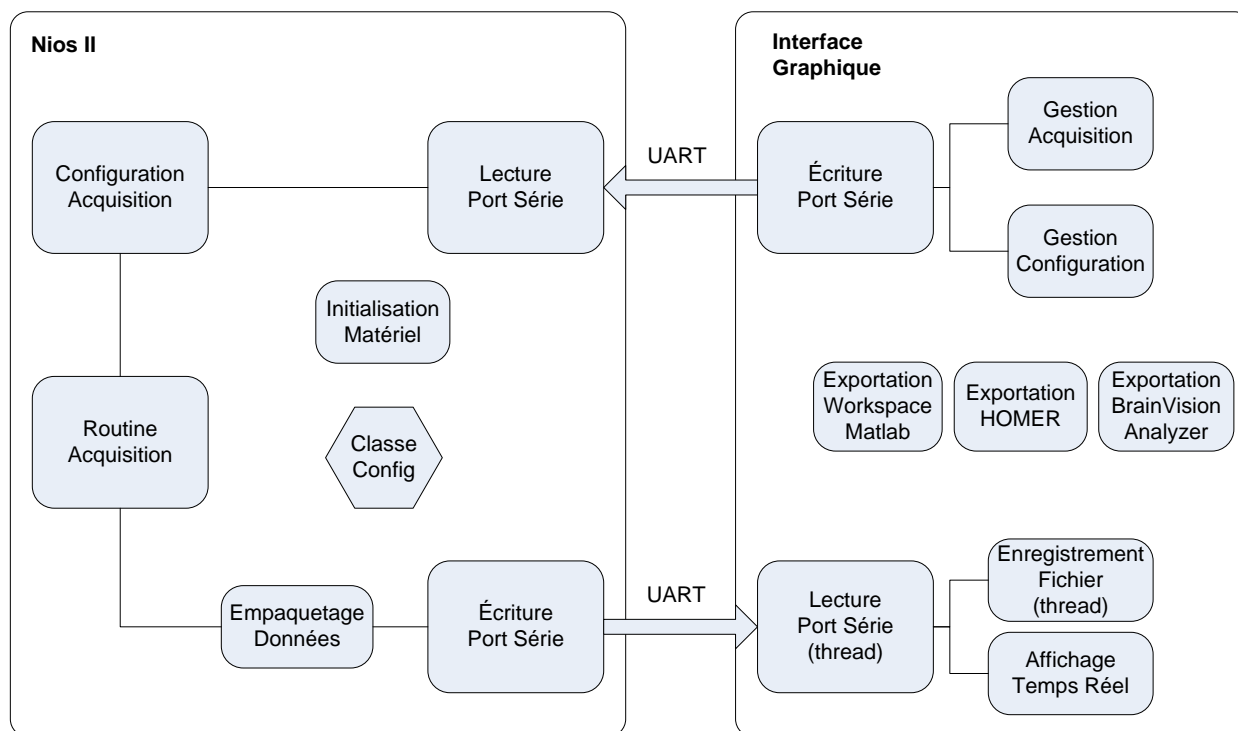 Nios II
Configuration
Acquisition
Lecture
Port Série
Initialisation
Matériel
Routine
Acquisition
Classe
Config
Empaquetage
Données
Écriture
Port Série
UART
UART
Interface
Graphique
Écriture
Port Série
Gestion
Acquisition
Gestion
Configuration
Exportation
Workspace
Matlab
Exportation
HOMER
Exportation
BrainVision
Analyzer
Lecture
Port Série
(thread)
Enregistrement
Fichier
(thread)
Affichage
Temps Réel